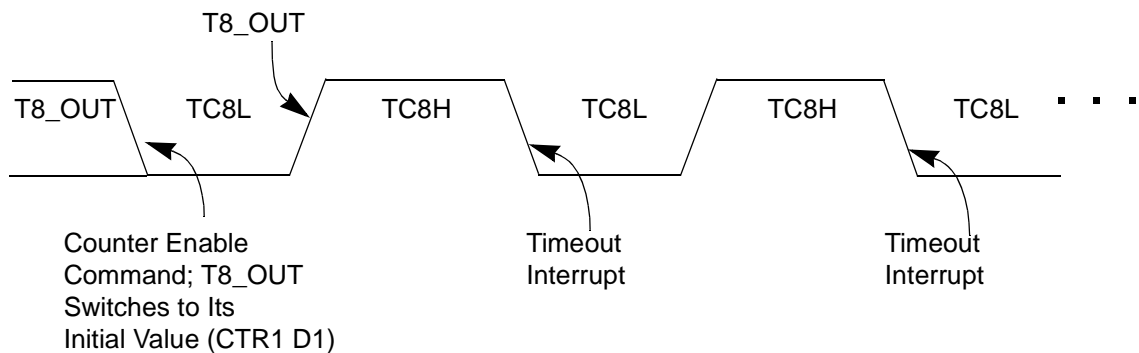 T8_OUT
T8_OUT
TC8L
TC8H
TC8L
TC8H
TC8L
Counter Enable
Command; T8_OUT
Switches to Its
Initial Value (CTR1 D1)
Timeout
Interrupt
Timeout
Interrupt